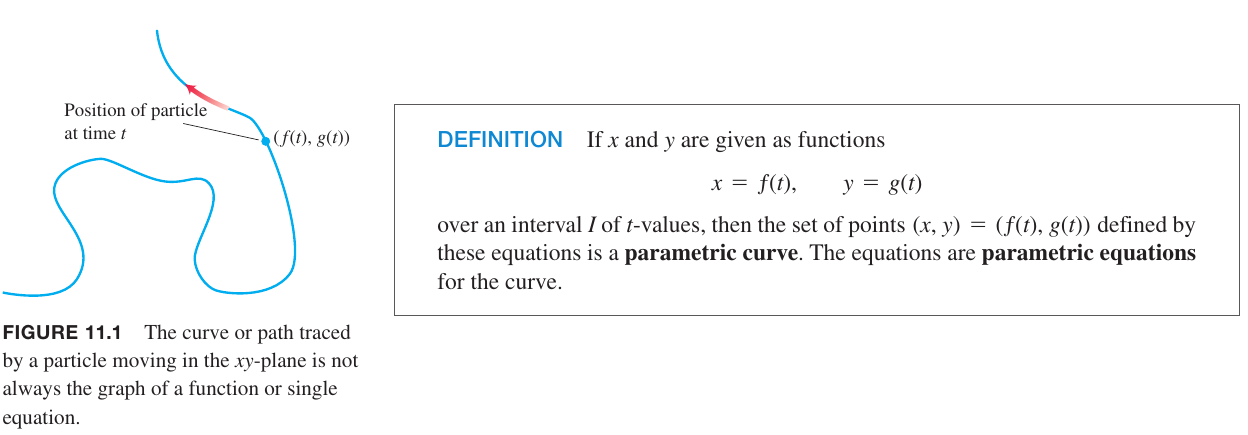 Position of particle
at time t
(f(t), g(t))
FIGURE 11.1 The curve or path traced
by a particle moving in the xy-plane is not
always the graph of a function or single
equation.
DEFINITION If x and y are given as functions
x = f(t), y = g(t)
over an interval I of t-values, then the set of points (x, y) = (f(t), g(t)) defined by
these equations is a parametric curve. The equations are parametric equations
for the curve.